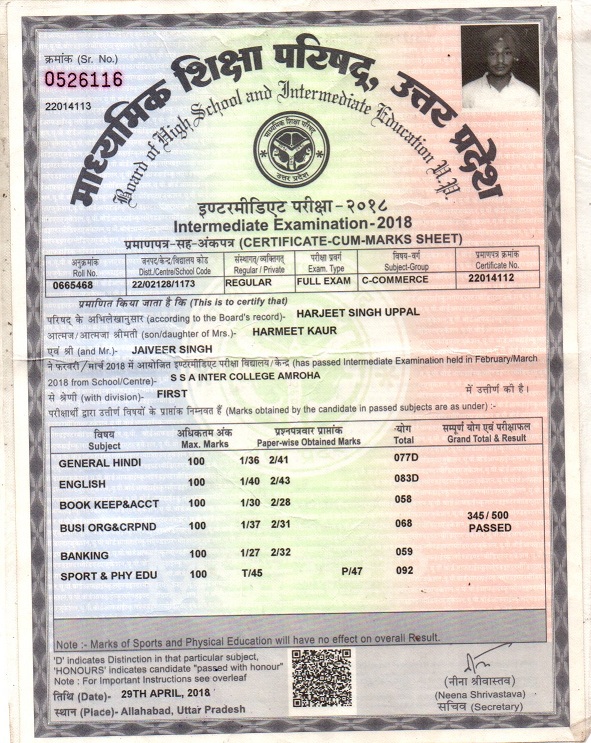 क्रमांक (Sr. No.)
0526116
22014113
माध्यमिक शिक्षा परिषद्, उत्तर प्रदेश
Board of High School and Intermediate Education U.P.
माध्यमिक शिक्षा परिषद्
उत्तर प्रदेश
इण्टरमीडिएट परीक्षा - २०१८
Intermediate Examination-2018
प्रमाणपत्र-सह-अंकपत्र (CERTIFICATE-CUM-MARKS SHEET)
अनुक्रमांक जनपद/केन्द्र/विद्यालय कोड संस्थागत/व्यक्तिगत परीक्षा प्रवर्ग विषय-वर्ग प्रमाणपत्र क्रमांक
Roll No. Distt./Centre/School Code Regular / Private Exam. Type Subject-Group Certificate No.
0665468 22/02128/1173 REGULAR FULL EXAM C-COMMERCE 22014112
प्रमाणित किया जाता है कि (This is to certify that)
परिषद के अभिलेखानुसार (according to the Board's record)- HARJEET SINGH UPPAL
आत्मज/आत्मजा श्रीमती (son/daughter of Mrs.)- HARMEET KAUR
एवं श्री (and Mr.)- JAIVEER SINGH
ने फरवरी/मार्च 2018 में आयोजित इण्टरमीडिएट परीक्षा विद्यालय/केन्द्र (has passed Intermediate Examination held in February/March
2018 from School/Centre)- S S A INTER COLLEGE AMROHA
से श्रेणी (with division)- FIRST में उत्तीर्ण की है।
परीक्षार्थी द्वारा उत्तीर्ण विषयों के प्राप्तांक निम्नवत हैं (Marks obtained by the candidate in passed subjects are as under) :-
विषय अधिकतम अंक प्रश्नपत्रवार प्राप्तांक योग सम्पूर्ण योग एवं परीक्षाफल
Subject Max. Marks Paper-wise Obtained Marks Total Grand Total & Result
GENERAL HINDI 100 1/36 2/41 077D
ENGLISH 100 1/40 2/43 083D
BOOK KEEP&ACCT 100 1/30 2/28 058
BUSI ORG&CRPND 100 1/37 2/31 068 345/500
PASSED
BANKING 100 1/27 2/32 059
SPORT & PHY EDU 100 T/45 P/47 092
Note :- Marks of Sports and Physical Education will have no effect on overall Result.
'D' indicates Distinction in that particular subject,
'HONOURS' indicates candidate "passed with honour"
Note : For Important Instructions see overleaf
तिथि (Date)- 29TH APRIL, 2018
स्थान (Place)- Allahabad, Uttar Pradesh
(नीना श्रीवास्तव)
(Neena Shrivastava)
सचिव (Secretary)